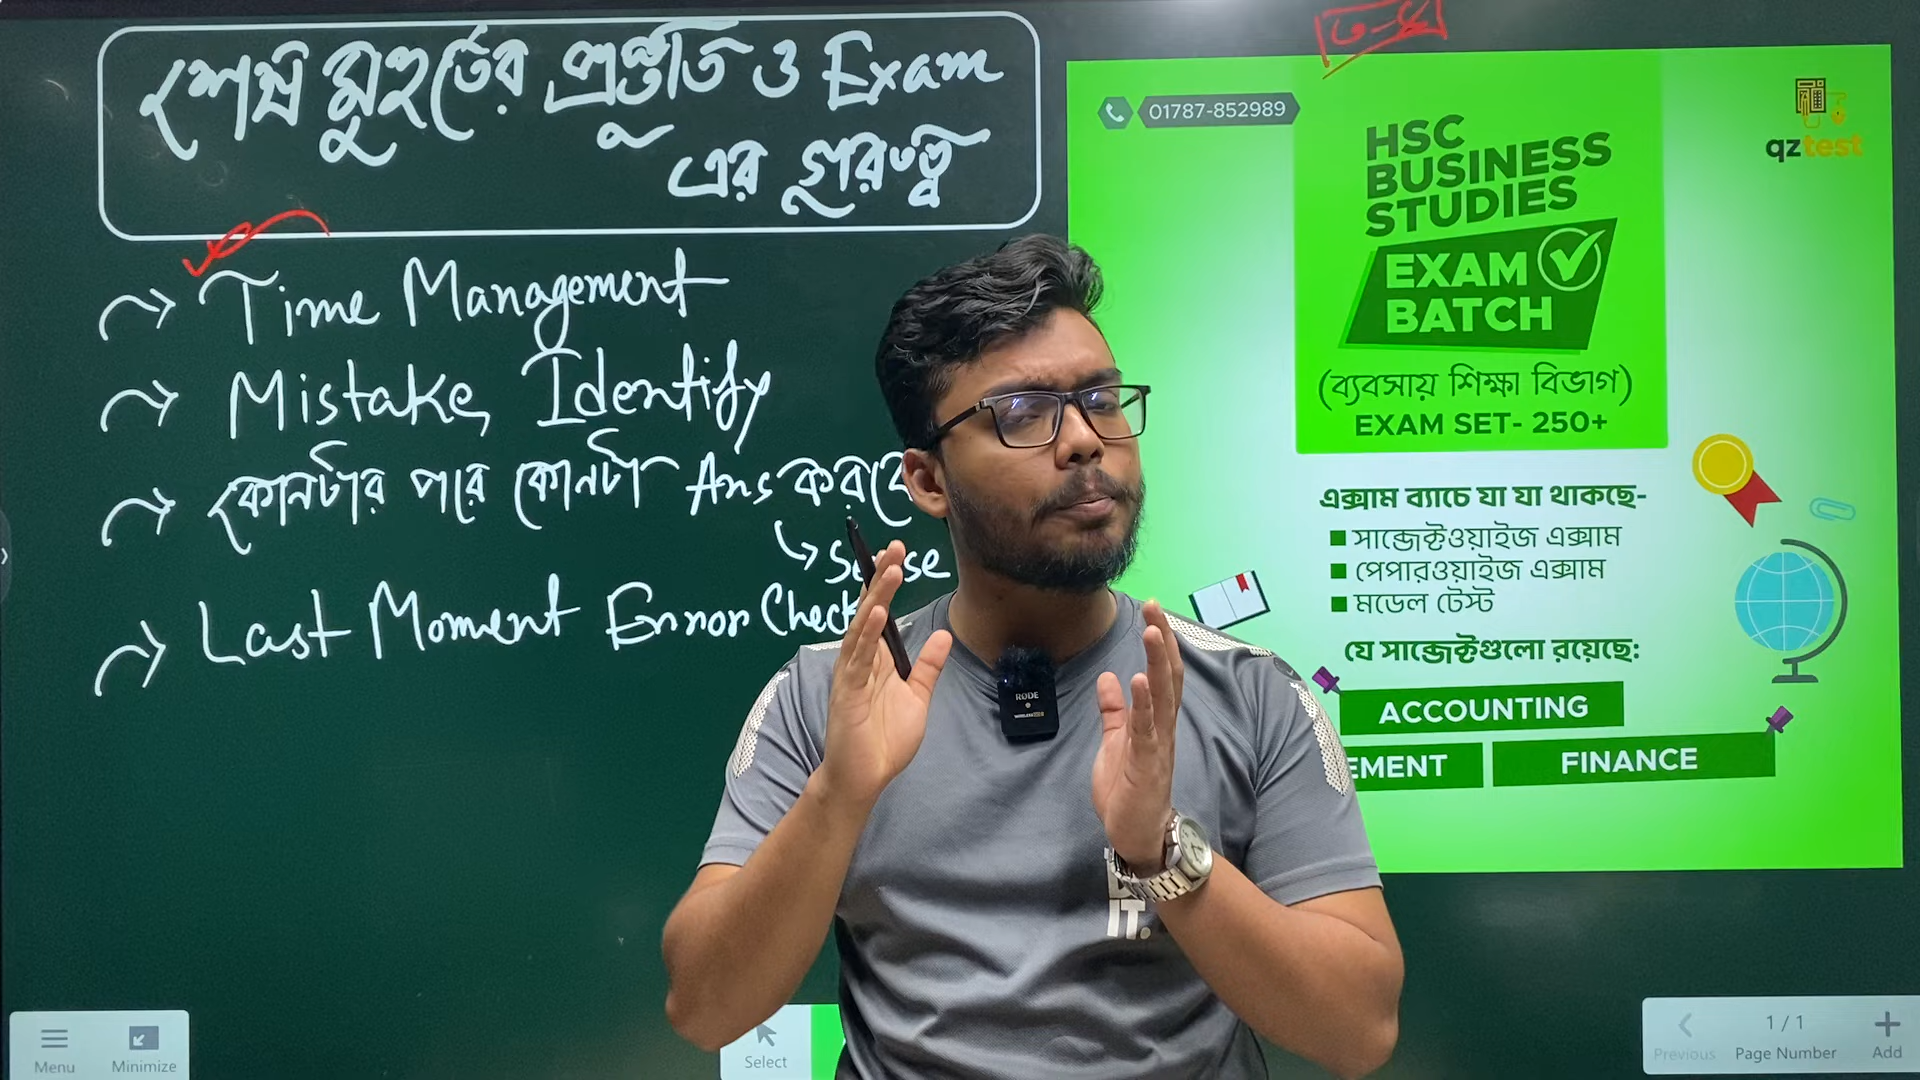 শেষ মুহূর্তের প্রস্তুতি ও Exam
এর গুরুত্ব
Time Management
Mistake Identify
কোনটার পরে কোনটা Ans করবে
Last Moment Error Check
01787-852989
qztest
HSC
BUSINESS
STUDIES
EXAM
BATCH
(ব্যবসায় শিক্ষা বিভাগ)
EXAM SET- 250+
এক্সাম ব্যাচে যা যা থাকছে-
সাব্জেক্টওয়াইজ এক্সাম
পেপারওয়াইজ এক্সাম
মডেল টেস্ট
যে সাব্জেক্টগুলো রয়েছে:
ACCOUNTING
EMENT
FINANCE
RODE
IT.
Menu
Minimize
Select
1 / 1
Previous
Page Number
Add